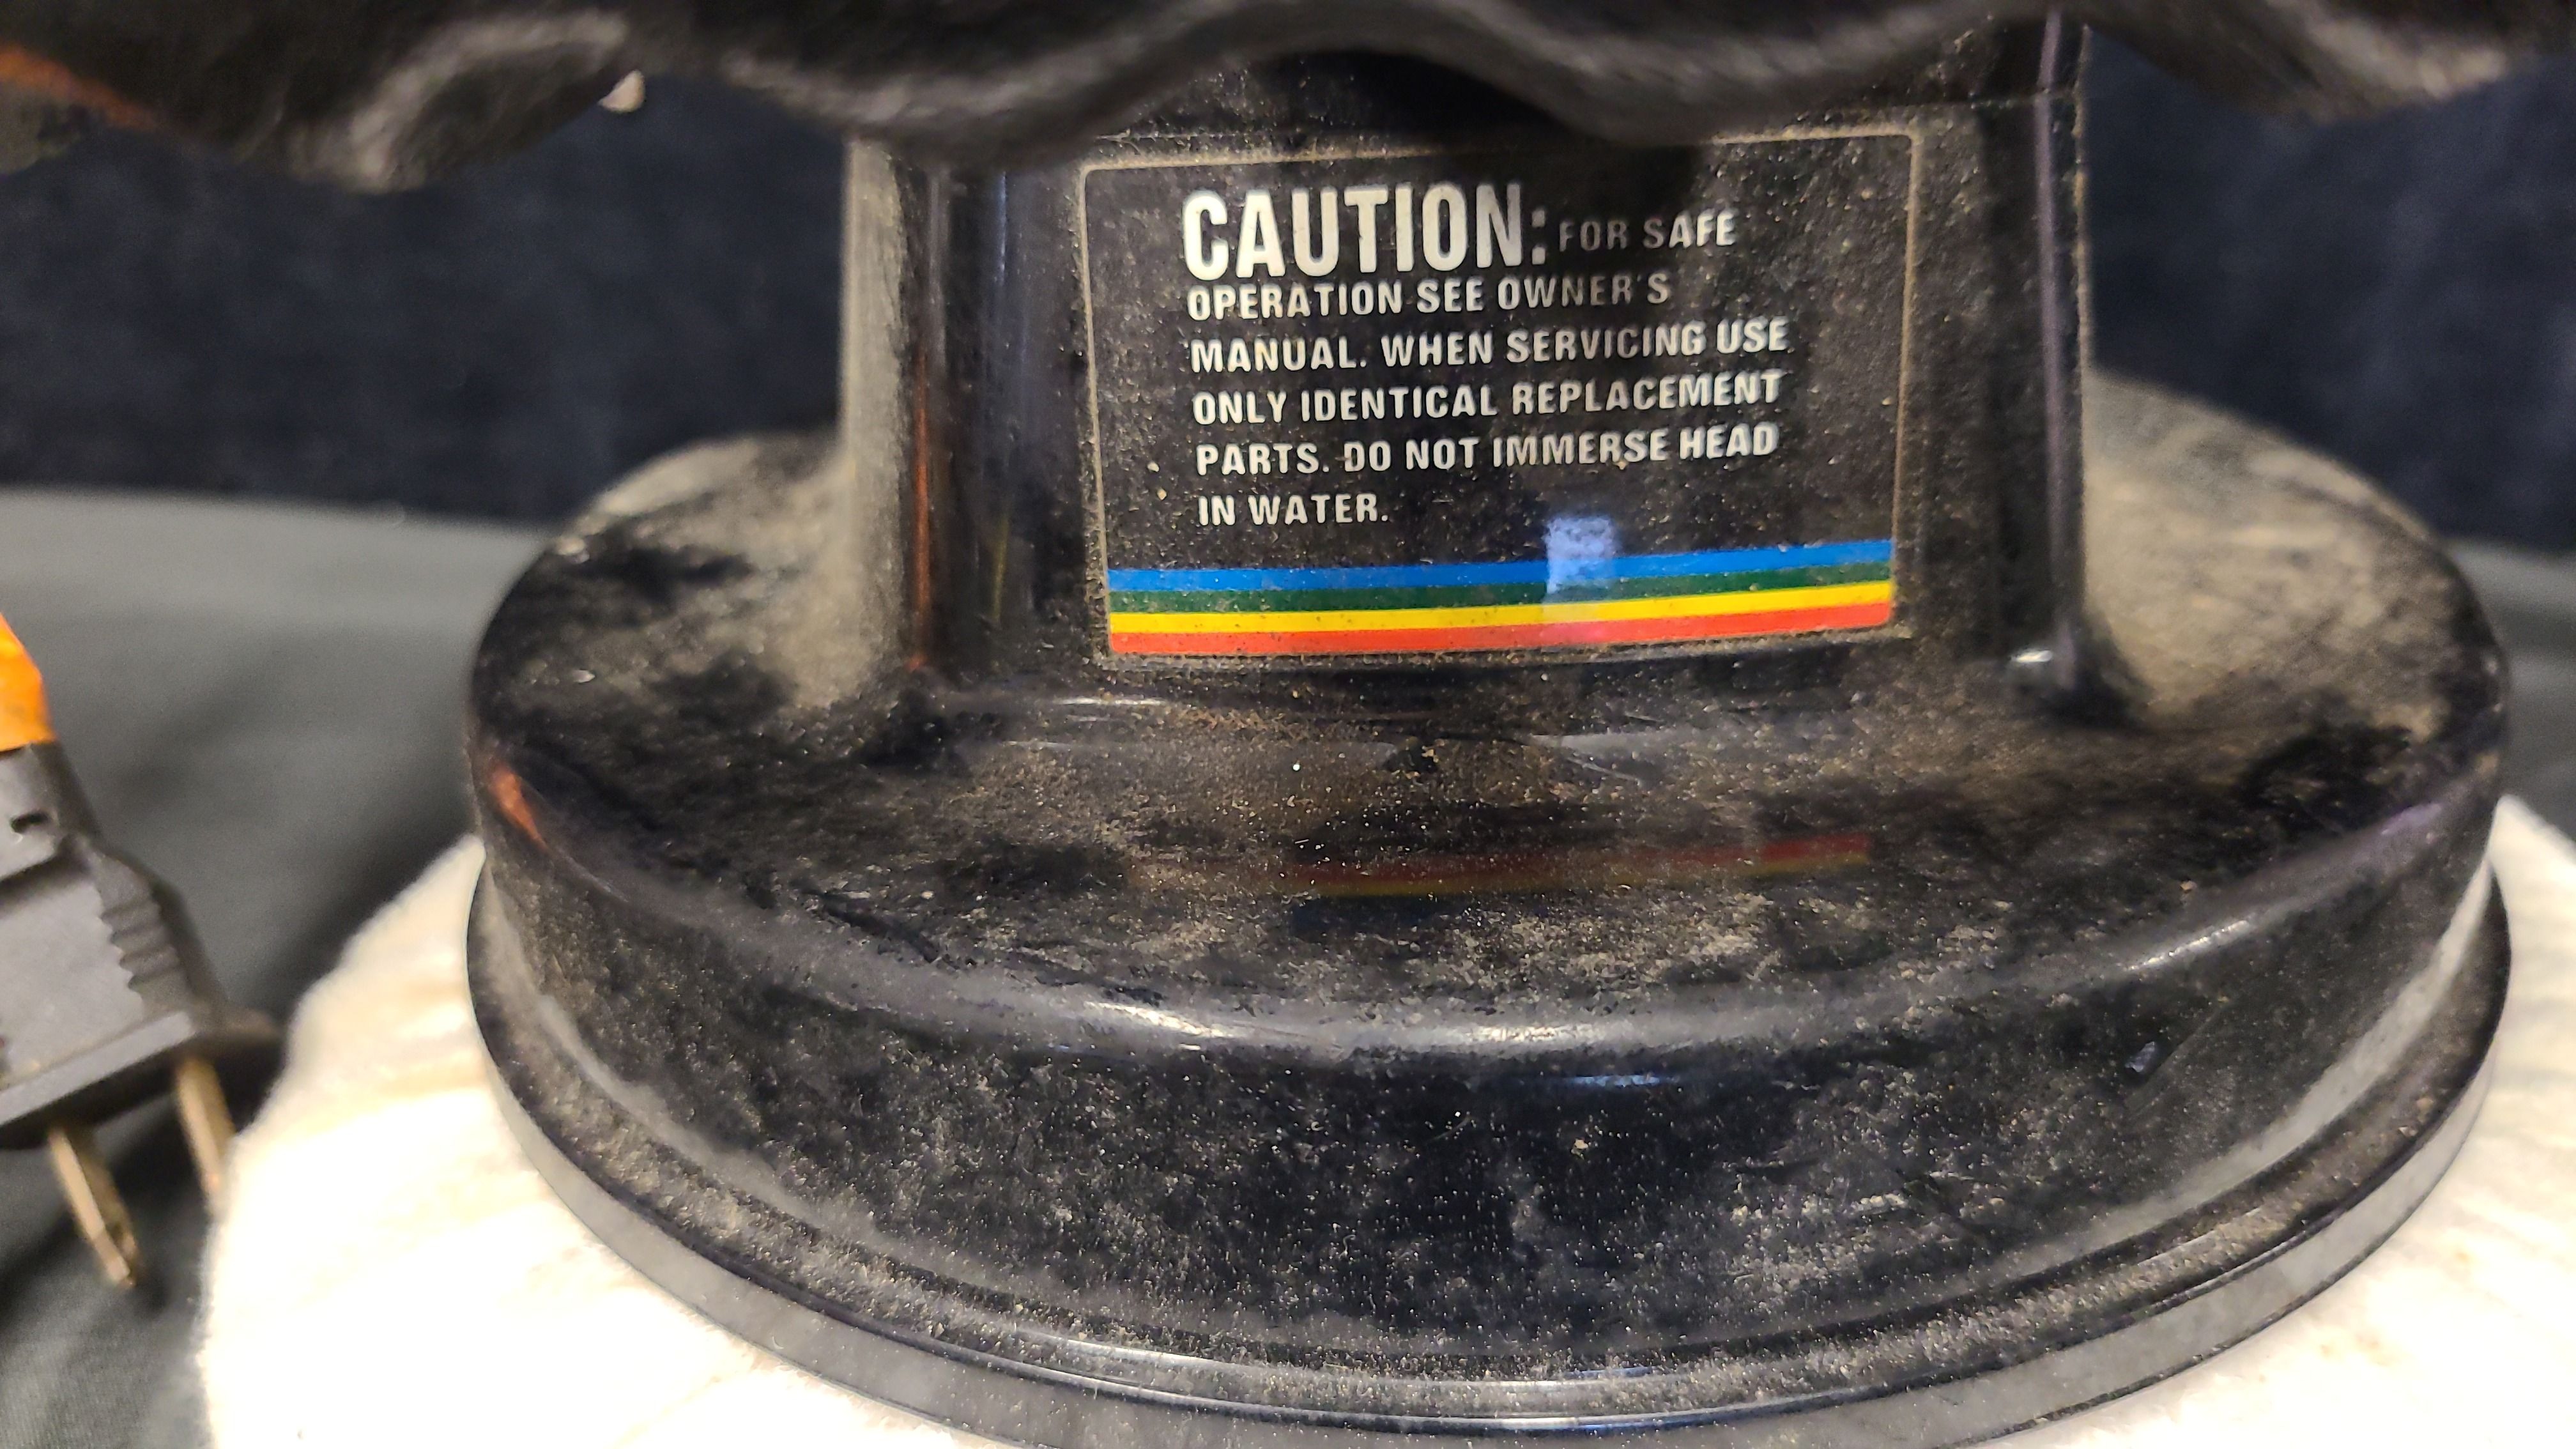 CAUTION: FOR SAFE
OPERATION SEE OWNER'S
MANUAL. WHEN SERVICING USE
ONLY IDENTICAL REPLACEMENT
PARTS. DO NOT IMMERSE HEAD
IN WATER.